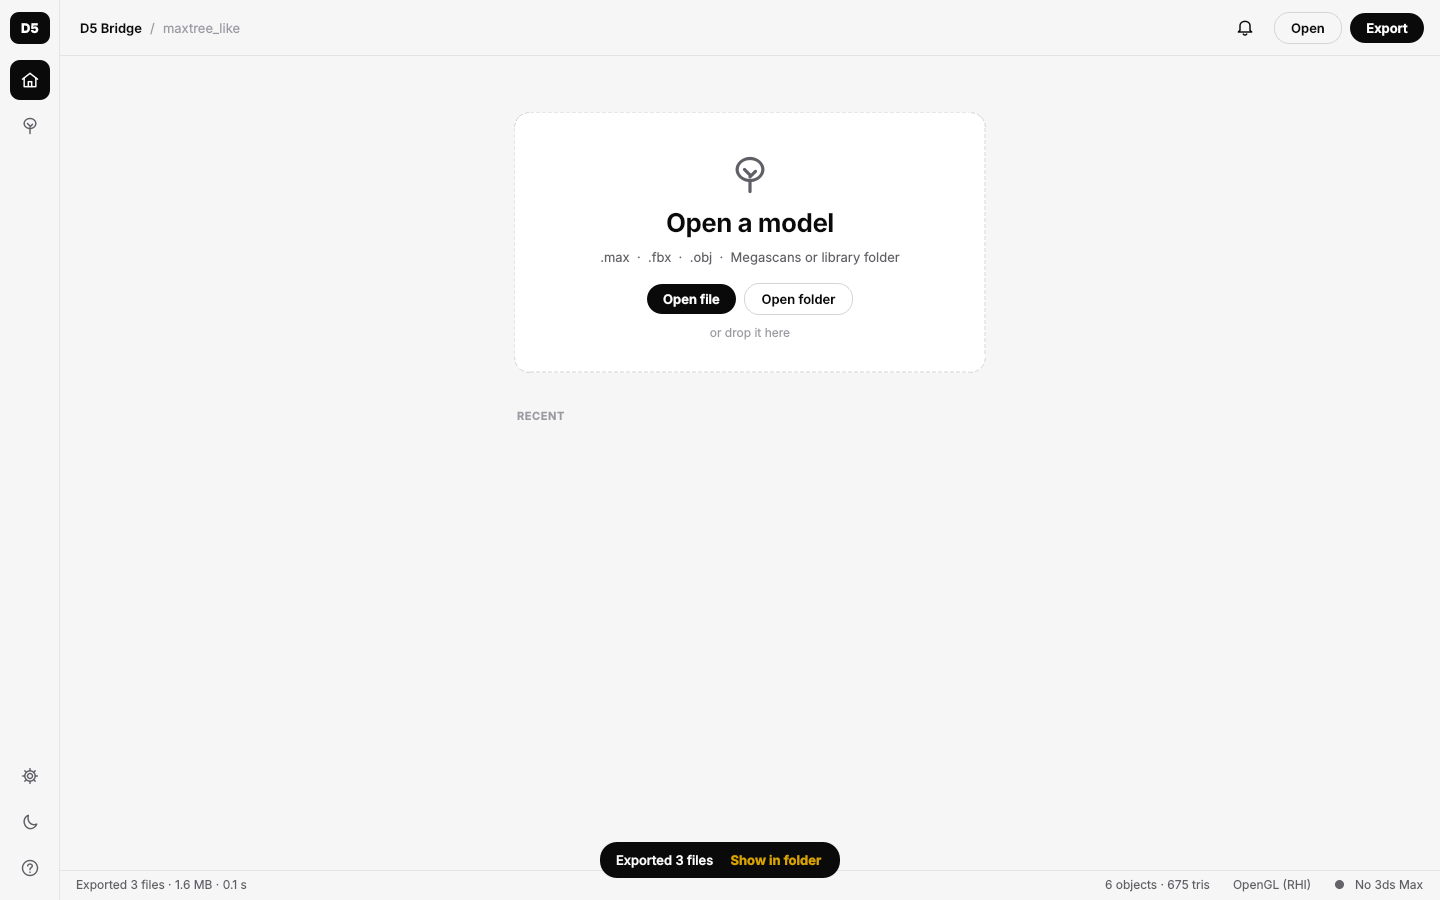 D5
D5 Bridge / maxtree_like
Open
Export
Open a model
.max · .fbx · .obj · Megascans or library folder
Open file
Open folder
or drop it here
RECENT
Exported 3 files Show in folder
Exported 3 files · 1.6 MB · 0.1 s
6 objects · 675 tris
OpenGL (RHI)
No 3ds Max